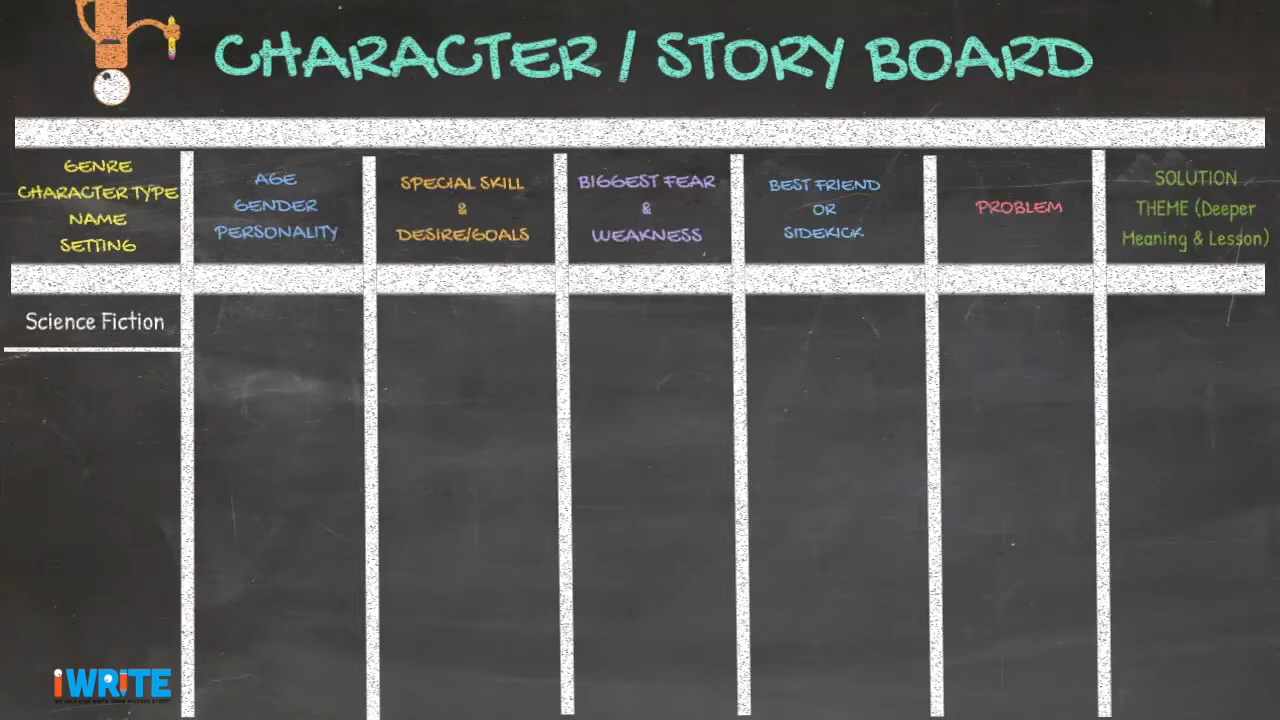 CHARACTER / STORY BOARD
GENRE
CHARACTER TYPE
NAME
SETTING
AGE
GENDER
PERSONALITY
SPECIAL SKILL
&
DESIRE/GOALS
BIGGEST FEAR
&
WEAKNESS
BEST FRIEND
OR
SIDEKICK
PROBLEM
SOLUTION
THEME (Deeper
Meaning & Lesson)
Science Fiction
iWRiTE